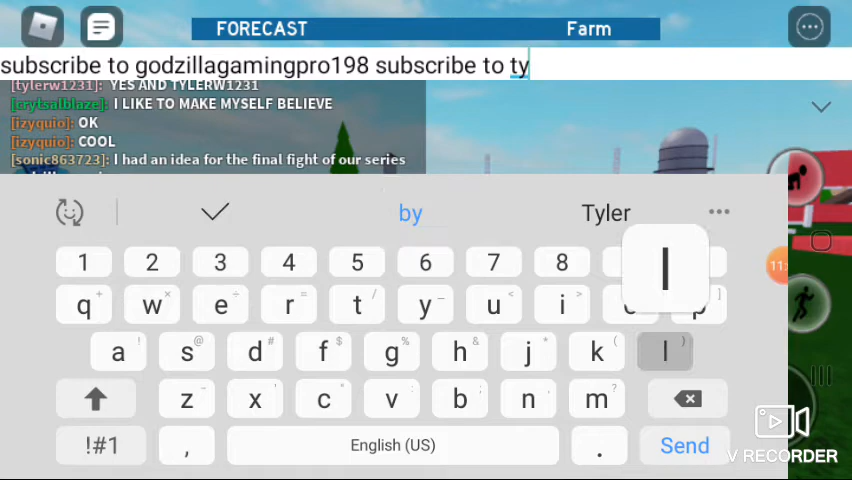 FORECAST Farm
subscribe to godzillagamingpro198 subscribe to ty
[tylerw1231]: YES AND TYLERW1231
[crytsalblaze]: I LIKE TO MAKE MYSELF BELIEVE
[izyquio]: OK
[izyquio]: COOL
[sonic863723]: I had an idea for the final fight of our series
by Tyler
1 2 3 4 5 6 7 8
l
11:
q + w × e ÷ r = t / y _ u < i > p ]
a ! s @ d # f $ g % h & j * k ( l )
z - x ' c " v : b ; n , m ?
!#1 , English (US) . Send
V RECORDER